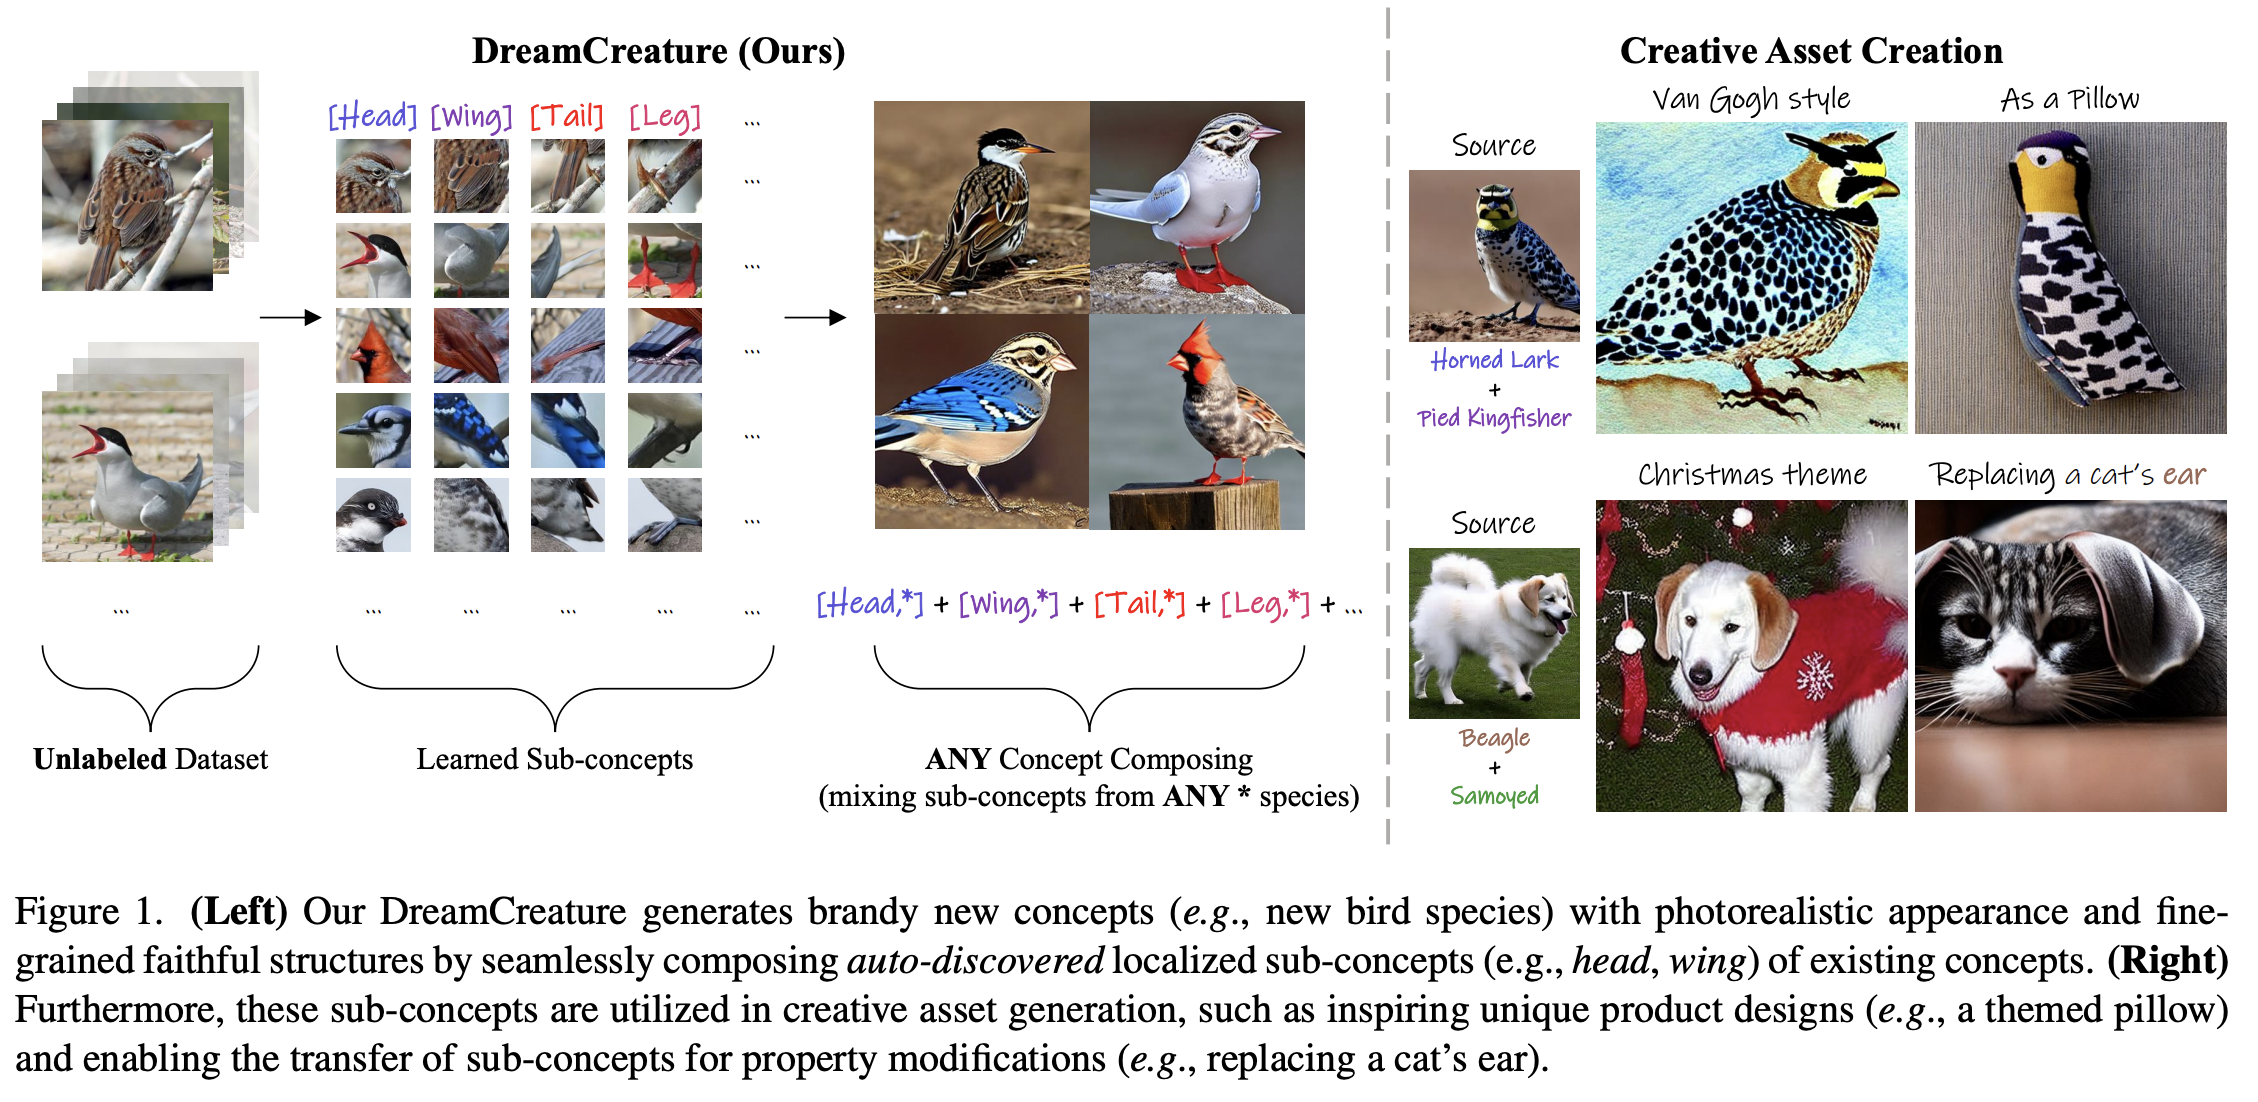 DreamCreature (Ours)
[Head] [Wing] [Tail] [Leg] ...
...
...
...
...
...
... ... ... ... ... ...
[Head,*] + [Wing,*] + [Tail,*] + [Leg,*] + ...
Unlabeled Dataset
Learned Sub-concepts
ANY Concept Composing
(mixing sub-concepts from ANY * species)
Creative Asset Creation
Van Gogh style
As a Pillow
Source
Horned Lark
+
Pied Kingfisher
Christmas theme
Replacing a cat's ear
Source
Beagle
+
Samoyed
Figure 1. (Left) Our DreamCreature generates brandy new concepts (e.g., new bird species) with photorealistic appearance and fine-
grained faithful structures by seamlessly composing auto-discovered localized sub-concepts (e.g., head, wing) of existing concepts. (Right)
Furthermore, these sub-concepts are utilized in creative asset generation, such as inspiring unique product designs (e.g., a themed pillow)
and enabling the transfer of sub-concepts for property modifications (e.g., replacing a cat's ear).